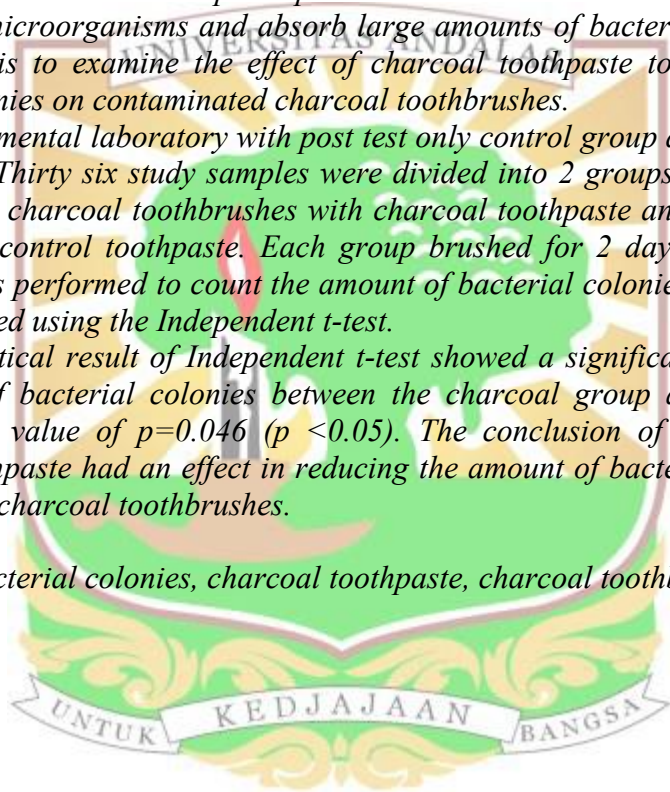 microorganisms and absorb large amounts of bacter
UNIVERSITAS ANDALAS
is to examine the effect of charcoal toothpaste to
nies on contaminated charcoal toothbrushes.
mental laboratory with post test only control group
Thirty six study samples were divided into 2 groups
charcoal toothbrushes with charcoal toothpaste an
control toothpaste. Each group brushed for 2 day
s performed to count the amount of bacterial colonie
ed using the Independent t-test.
tical result of Independent t-test showed a significa
of bacterial colonies between the charcoal group
value of p=0.046 (p <0.05). The conclusion of
hpaste had an effect in reducing the amount of bacte
charcoal toothbrushes.
cterial colonies, charcoal toothpaste, charcoal tooth
UNTUK KEDJAJAAN BANGSA